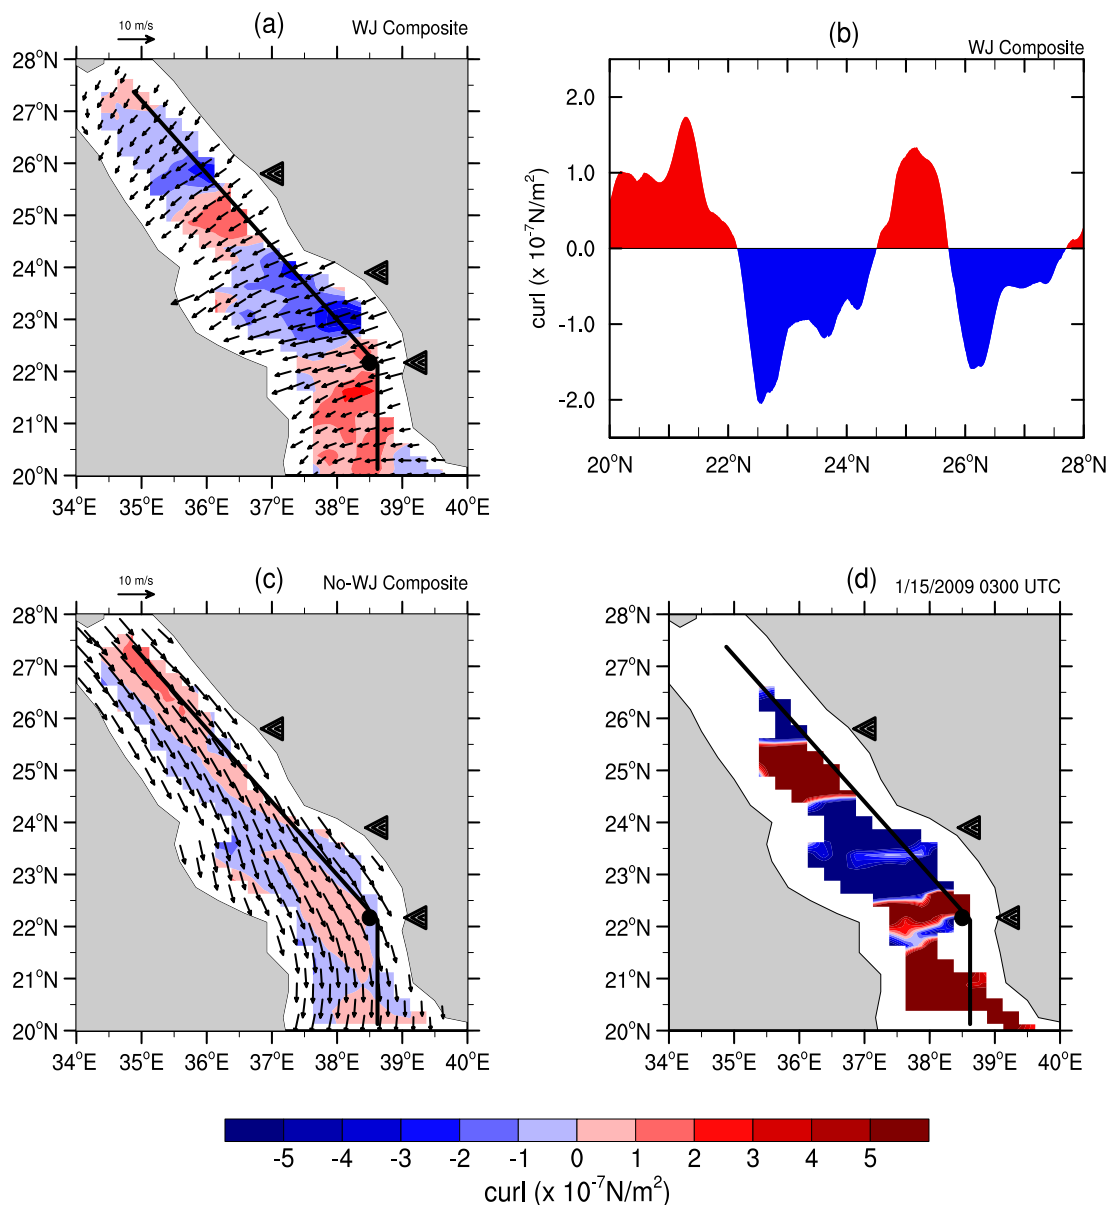 (a)
10 m/s
WJ Composite
28°N
27°N
26°N
25°N
24°N
23°N
22°N
21°N
20°N
34°E 35°E 36°E 37°E 38°E 39°E 40°E
(b)
WJ Composite
curl (x 10⁻⁷N/m²)
2.0
1.0
0.0
-1.0
-2.0
20°N 22°N 24°N 26°N 28°N
(c)
10 m/s
No-WJ Composite
28°N
27°N
26°N
25°N
24°N
23°N
22°N
21°N
20°N
34°E 35°E 36°E 37°E 38°E 39°E 40°E
(d)
1/15/2009 0300 UTC
28°N
27°N
26°N
25°N
24°N
23°N
22°N
21°N
20°N
34°E 35°E 36°E 37°E 38°E 39°E 40°E
-5 -4 -3 -2 -1 0 1 2 3 4 5
curl (x 10⁻⁷N/m²)